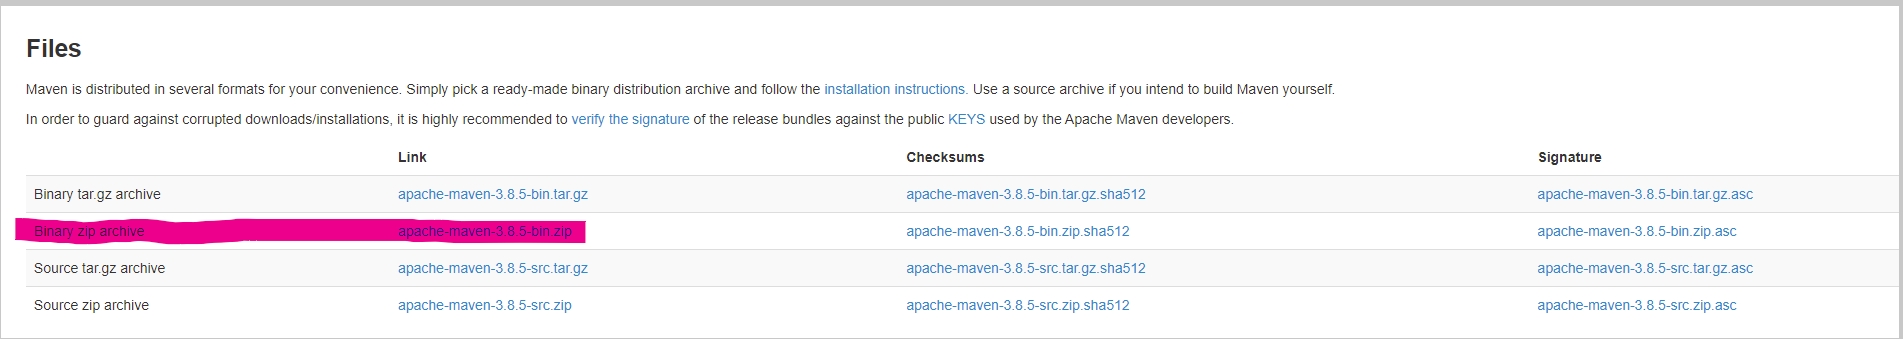 Files
Maven is distributed in several formats for your convenience. Simply pick a ready-made binary distribution archive and follow the installation instructions. Use a source archive if you intend to build Maven yourself.
In order to guard against corrupted downloads/installations, it is highly recommended to verify the signature of the release bundles against the public KEYS used by the Apache Maven developers.
Link Checksums Signature
Binary tar.gz archive apache-maven-3.8.5-bin.tar.gz apache-maven-3.8.5-bin.tar.gz.sha512 apache-maven-3.8.5-bin.tar.gz.asc
Binary zip archive apache-maven-3.8.5-bin.zip apache-maven-3.8.5-bin.zip.sha512 apache-maven-3.8.5-bin.zip.asc
Source tar.gz archive apache-maven-3.8.5-src.tar.gz apache-maven-3.8.5-src.tar.gz.sha512 apache-maven-3.8.5-src.tar.gz.asc
Source zip archive apache-maven-3.8.5-src.zip apache-maven-3.8.5-src.zip.sha512 apache-maven-3.8.5-src.zip.asc